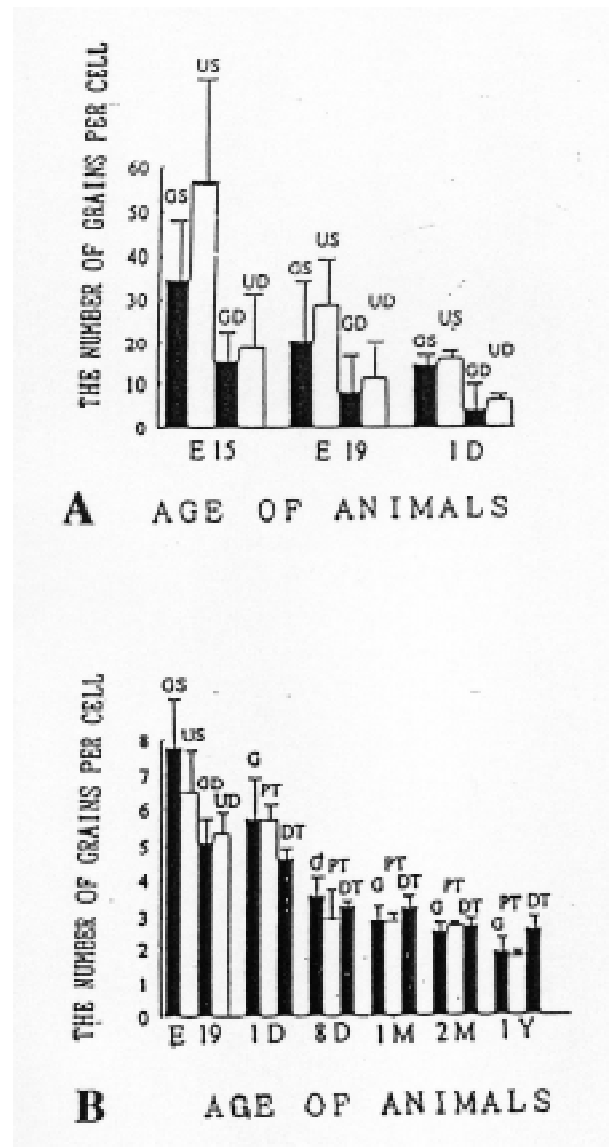 THE NUMBER OF GRAINS PER CELL
US
60
GS
50
US
40
UD
GS
30
GD
UD
GD
US
20
GS
UD
GD
10
0
E 15 E 19 1 D
A AGE OF ANIMALS
THE NUMBER OF GRAINS PER CELL
GS
8
US
7
GD
UD
G
PT
6
DT
5
4
d PT DT
G PT DT
G PT DT
G PT DT
3
2
1
0
E 19 1 D 8 D 1 M 2 M 1 Y
B AGE OF ANIMALS